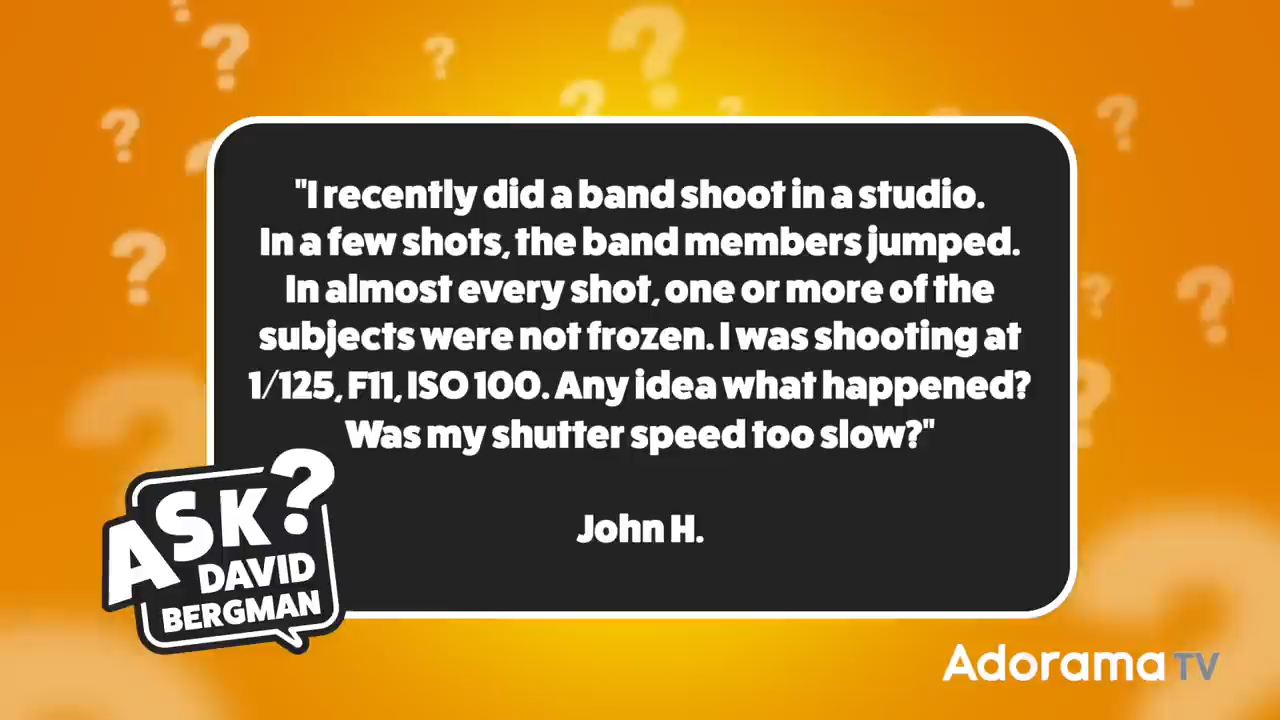 "I recently did a band shoot in a studio.
In a few shots, the band members jumped.
In almost every shot, one or more of the
subjects were not frozen. I was shooting at
1/125, F11, ISO 100. Any idea what happened?
Was my shutter speed too slow?"
John H.
ASK?
DAVID
BERGMAN
Adorama TV